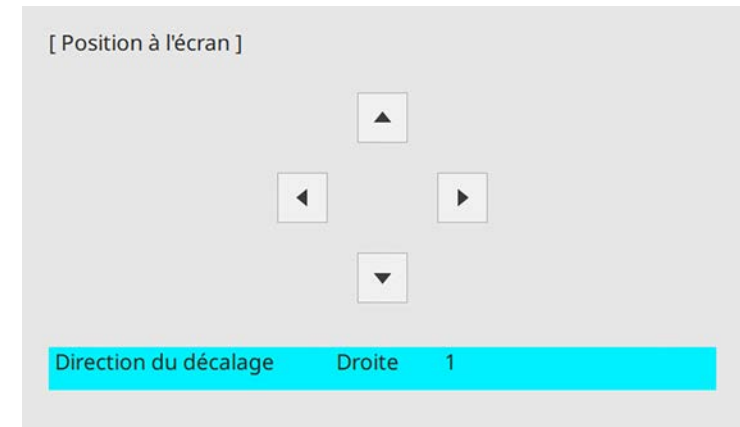 [ Position à l'écran ]
Direction du décalage Droite 1